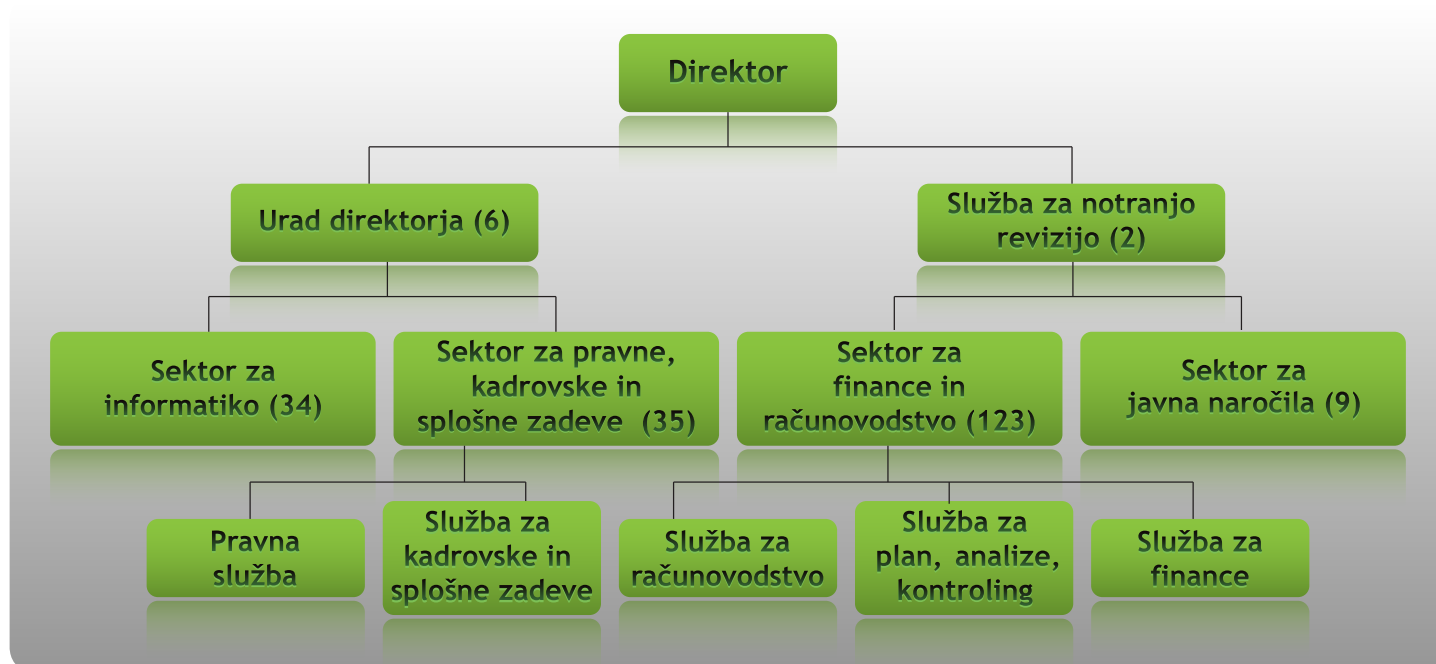 Direktor
Urad direktorja (6)
Služba za notranjo
revizijo (2)
Sektor za
informatiko (34)
Sektor za pravne,
kadrovske in
splošne zadeve (35)
Sektor za
finance in
računovodstvo (123)
Sektor za
javna naročila (9)
Pravna
služba
Služba za
kadrovske in
splošne zadeve
Služba za
računovodstvo
Služba za
plan, analize,
kontroling
Služba za
finance